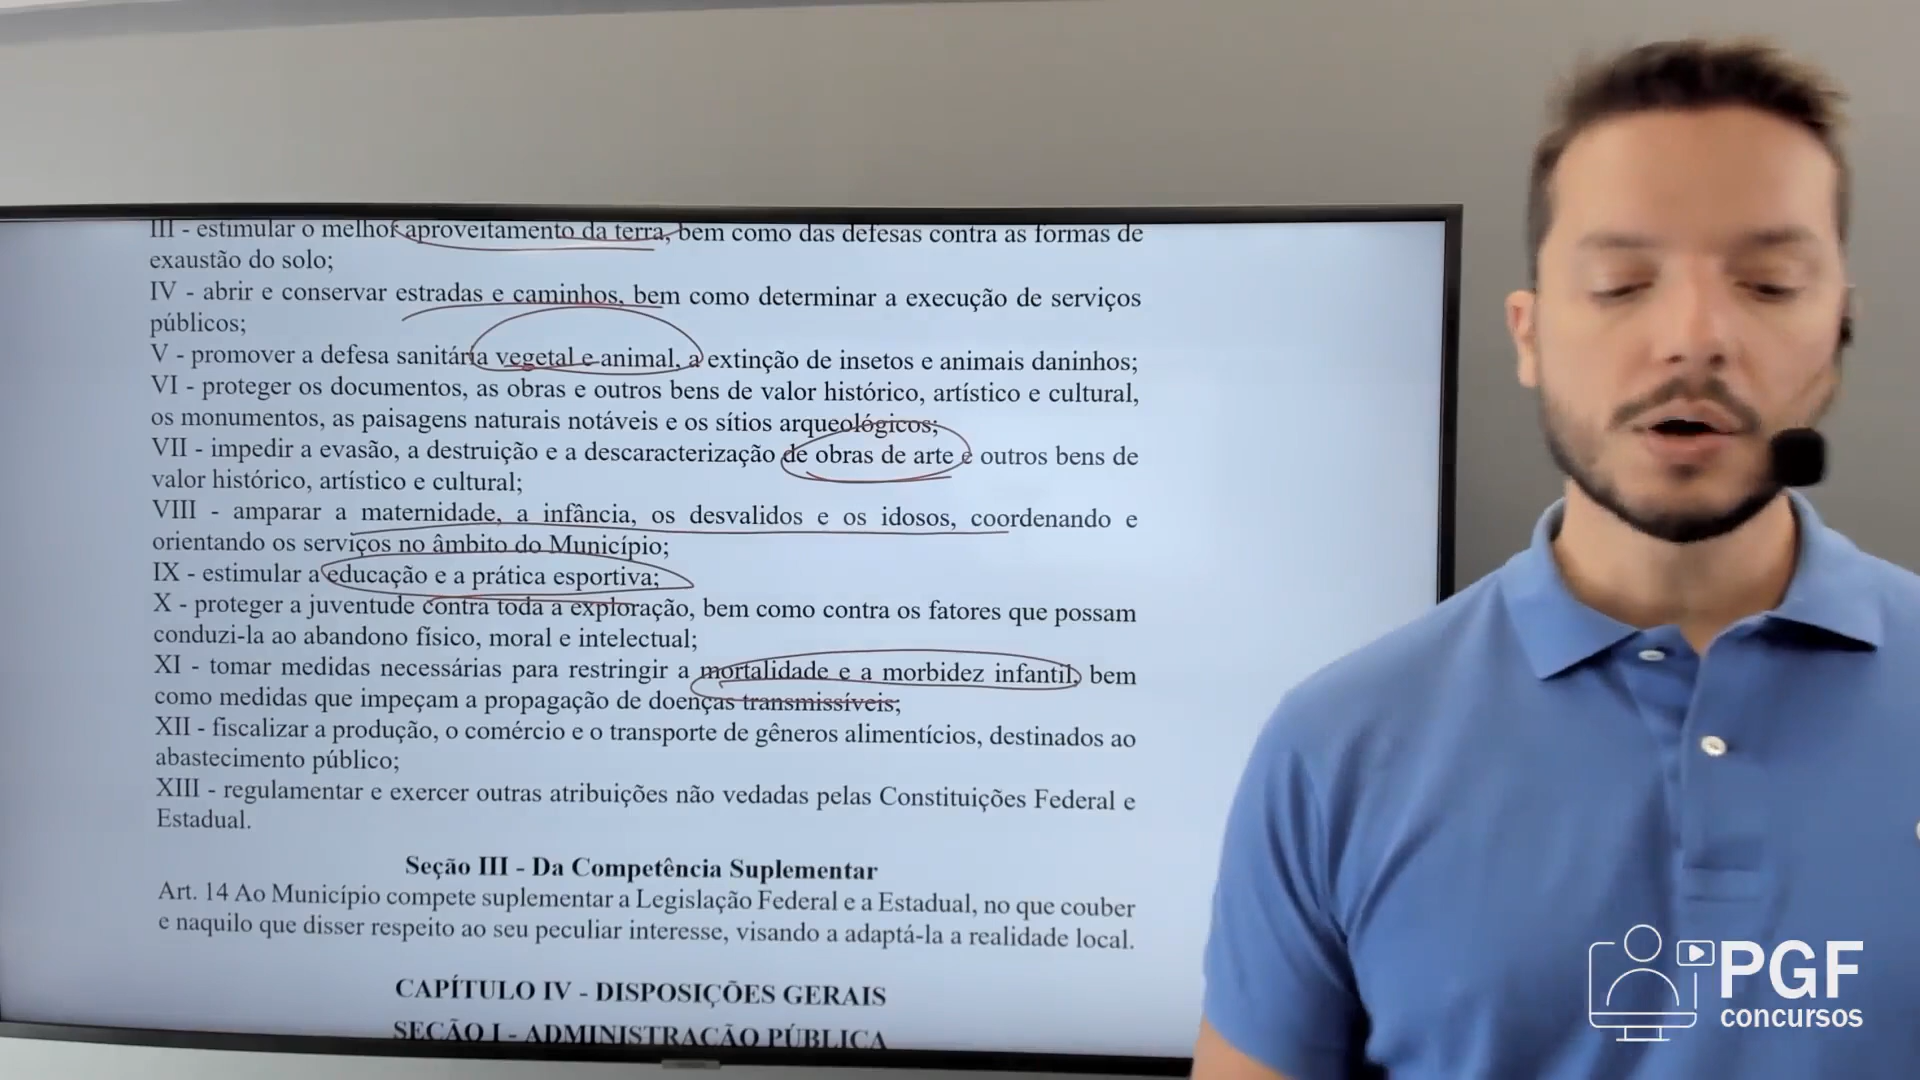 III - estimular o melhor aproveitamento da terra, bem como das defesas contra as formas de
exaustão do solo;
IV - abrir e conservar estradas e caminhos, bem como determinar a execução de serviços
públicos;
V - promover a defesa sanitária vegetal e animal, a extinção de insetos e animais daninhos;
VI - proteger os documentos, as obras e outros bens de valor histórico, artístico e cultural,
os monumentos, as paisagens naturais notáveis e os sítios arqueológicos;
VII - impedir a evasão, a destruição e a descaracterização de obras de arte e outros bens de
valor histórico, artístico e cultural;
VIII - amparar a maternidade, a infância, os desvalidos e os idosos, coordenando e
orientando os serviços no âmbito do Município;
IX - estimular a educação e a prática esportiva;
X - proteger a juventude contra toda a exploração, bem como contra os fatores que possam
conduzi-la ao abandono físico, moral e intelectual;
XI - tomar medidas necessárias para restringir a mortalidade e a morbidez infantil, bem
como medidas que impeçam a propagação de doenças transmissíveis;
XII - fiscalizar a produção, o comércio e o transporte de gêneros alimentícios, destinados ao
abastecimento público;
XIII - regulamentar e exercer outras atribuições não vedadas pelas Constituições Federal e
Estadual.
Seção III - Da Competência Suplementar
Art. 14 Ao Município compete suplementar a Legislação Federal e a Estadual, no que couber
e naquilo que disser respeito ao seu peculiar interesse, visando a adaptá-la a realidade local.
CAPÍTULO IV - DISPOSIÇÕES GERAIS
SEÇÃO I - ADMINISTRAÇÃO PÚBLICA
PGF
concursos